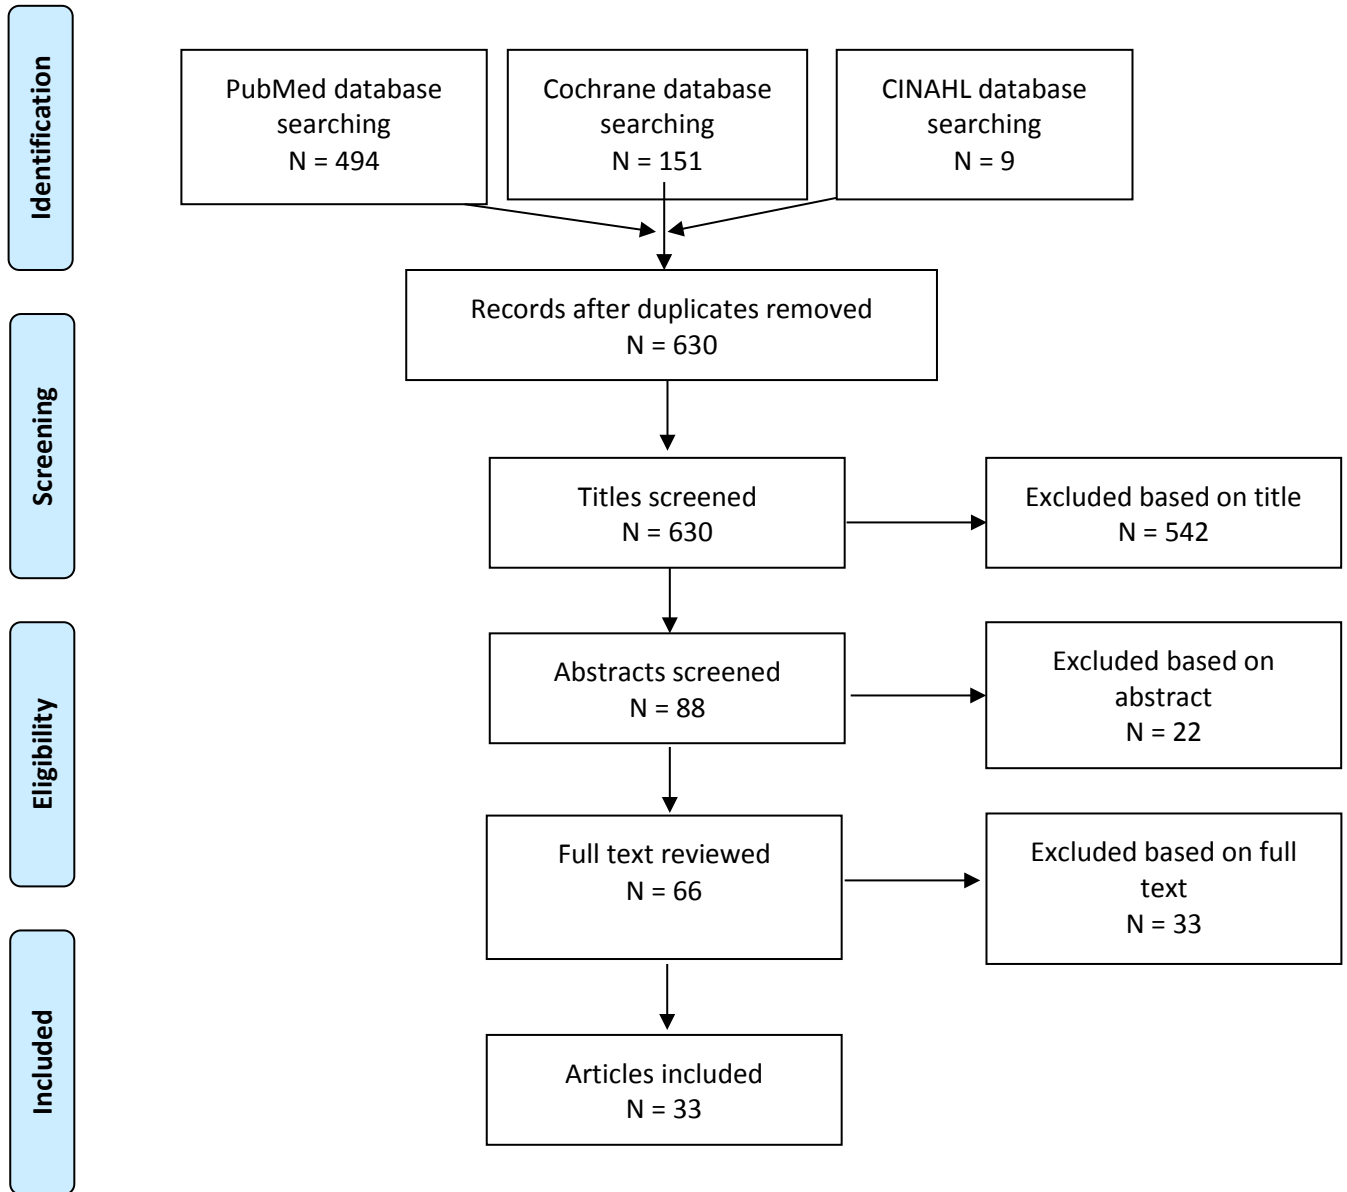 Identification
PubMed database
searching
N = 494
Cochrane database
searching
N = 151
CINAHL database
searching
N = 9
Records after duplicates removed
N = 630
Screening
Titles screened
N = 630
Excluded based on title
N = 542
Eligibility
Abstracts screened
N = 88
Excluded based on
abstract
N = 22
Full text reviewed
N = 66
Excluded based on full
text
N = 33
Included
Articles included
N = 33